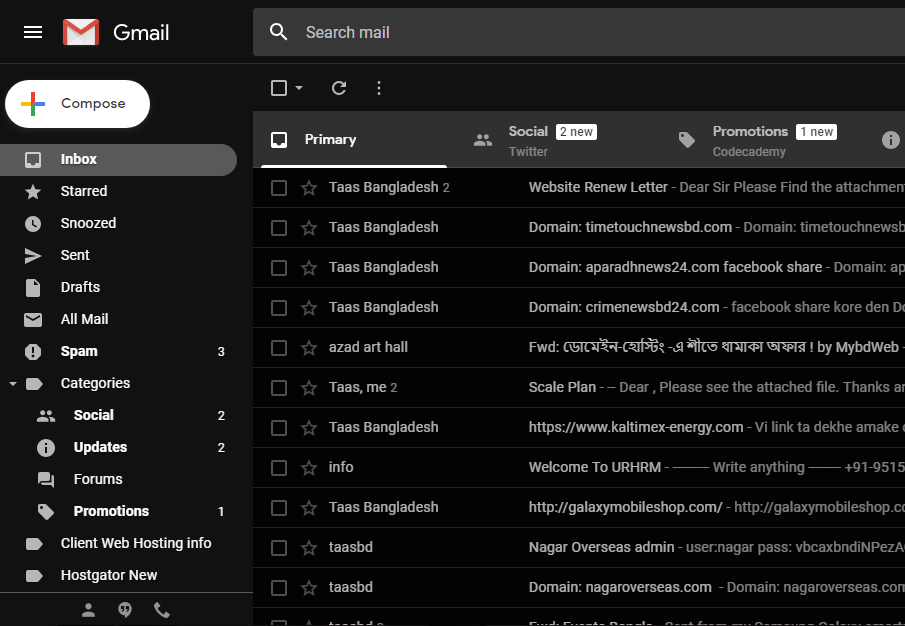 Gmail
Search mail
Compose
Primary
Social 2 new
Twitter
Promotions 1 new
Codecademy
Inbox
Starred
Snoozed
Sent
Drafts
All Mail
Spam 3
Categories
Social 2
Updates 2
Forums
Promotions 1
Client Web Hosting info
Hostgator New
Taas Bangladesh 2 Website Renew Letter - Dear Sir Please Find the attachmen
Taas Bangladesh Domain: timetouchnewsbd.com - Domain: timetouchnewsb
Taas Bangladesh Domain: aparadhnews24.com facebook share - Domain: ap
Taas Bangladesh Domain: crimenewsbd24.com - facebook share kore den Do
azad art hall Fwd: ডোমেইন-হোস্টিং -এ শীতে ধামাকা অফার ! by MybdWeb -
Taas, me 2 Scale Plan - -- Dear , Please see the attached file. Thanks an
Taas Bangladesh https://www.kaltimex-energy.com - Vi link ta dekhe amake
info Welcome To URHRM - -------- Write anything -------- +91-9515
Taas Bangladesh http://galaxymobileshop.com/ - http://galaxymobileshop.co
taasbd Nagar Overseas admin - user:nagar pass: vbcaxbndiNPezA
taasbd Domain: nagaroverseas.com - Domain: nagaroverseas.com